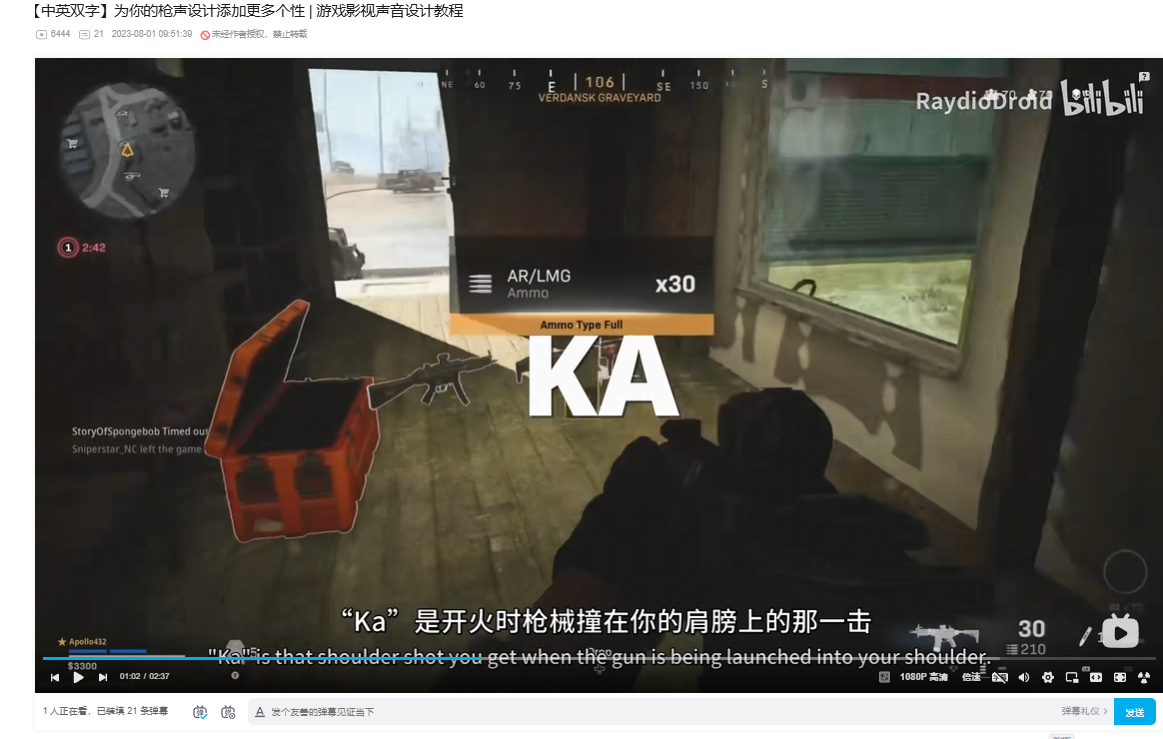 【中英双字】为你的枪声设计添加更多个性 | 游戏影视声音设计教程
6444 21 2023-08-01 09:51:39 未经作者授权，禁止转载
NE 60 75 E 106 SE 150 S
VERDANSK GRAVEYARD
RaydioDroid bilibili
1 2:42
AR/LMG
Ammo
x30
Ammo Type Full
KA
StoryOfSpongebob Timed out
Sniperstar_NC left the game
“Ka”是开火时枪械撞在你的肩膀上的那一击
Apollo432
30
"Ka" is that shoulder shot you get when the gun is being launched into your shoulder.
210
$3300
01:02 / 02:37
1080P 高清 倍速
1 人正在看，已装填 21 条弹幕
发个友善的弹幕见证当下
弹幕礼仪
发送